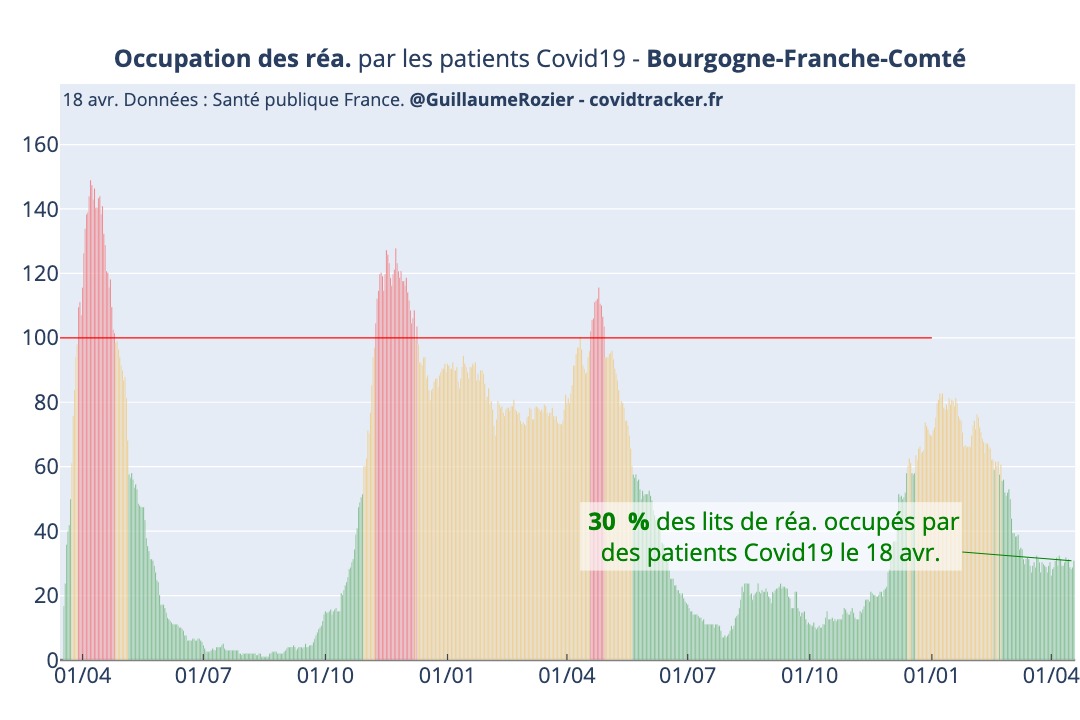 Occupation des réa. par les patients Covid19 - Bourgogne-Franche-Comté
18 avr. Données : Santé publique France. @GuillaumeRozier - covidtracker.fr
160
140
120
100
80
60
40
20
0
30 % des lits de réa. occupés par
des patients Covid19 le 18 avr.
01/04 01/07 01/10 01/01 01/04 01/07 01/10 01/01 01/04